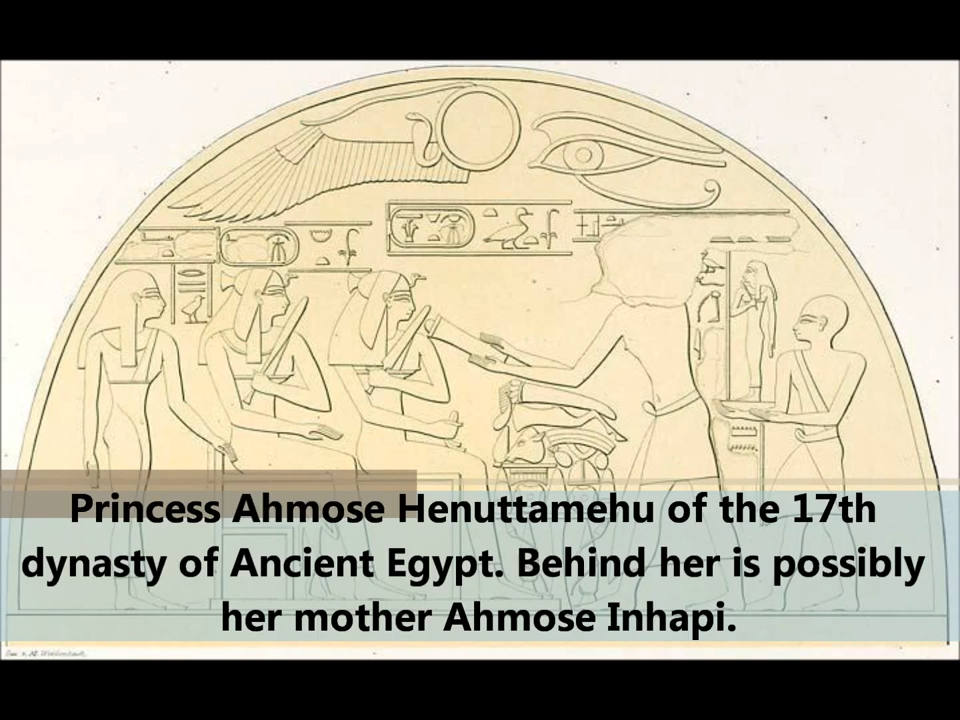 Princess Ahmose Henuttamehu of the 17th
dynasty of Ancient Egypt. Behind her is possibly
her mother Ahmose Inhapi.